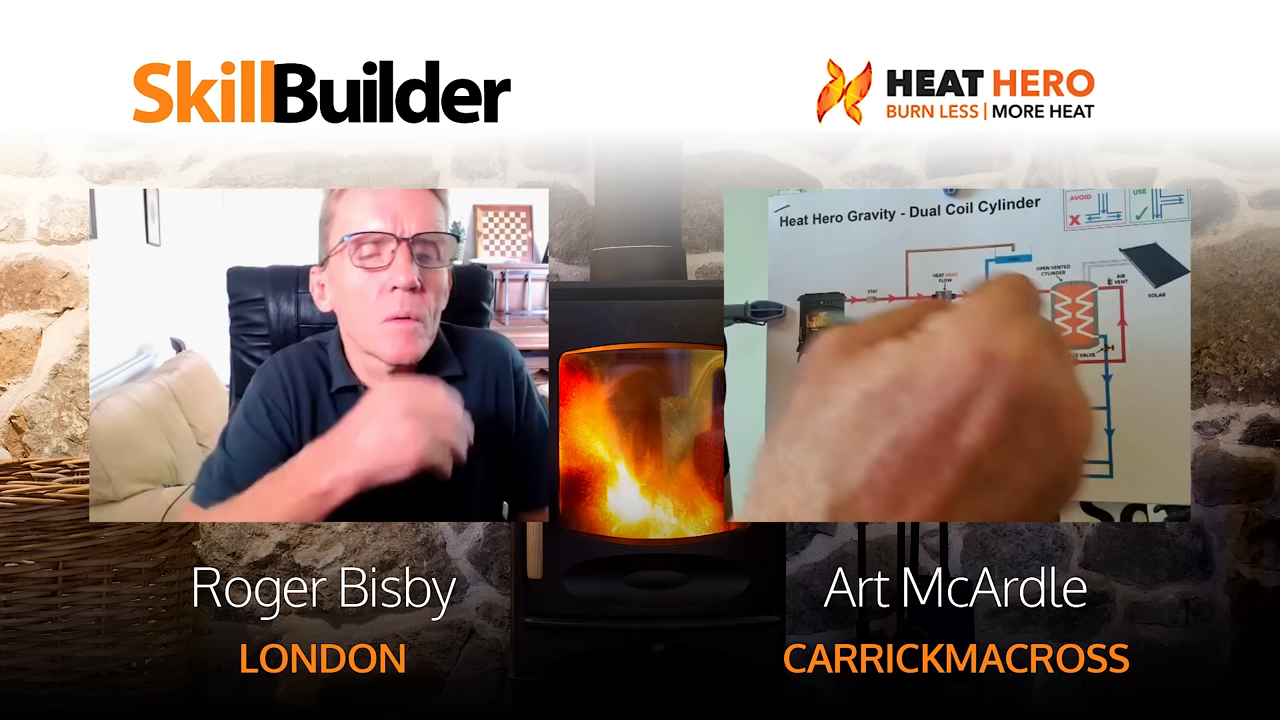 SkillBuilder
HEAT HERO
BURN LESS | MORE HEAT
Heat Hero Gravity - Dual Coil Cylinder
AVOID
USE
HEAT HERO
FLOW
STAT
OPEN VENTED
CYLINDER
AIR
VENT
SOLAR
VALVE
Roger Bisby
LONDON
Art McArdle
CARRICKMACROSS